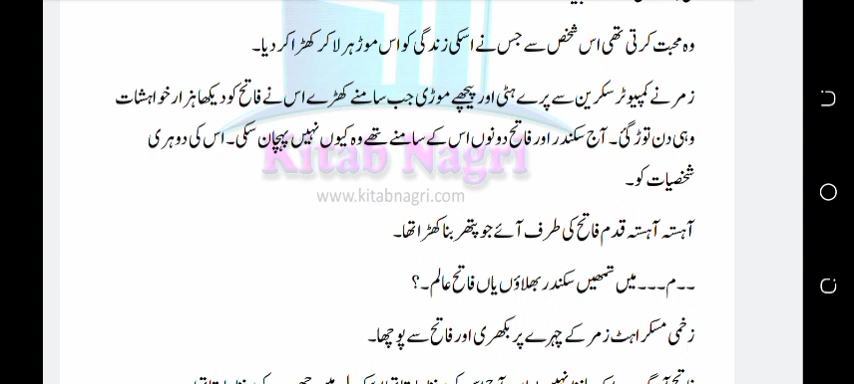 وہ محبت کرتی تھی اس شخص سے جس نے اسکی زندگی کو اس موڑ ہر لا کر کھڑا کر دیا۔
زمر نے کمپیوٹر سکرین سے پرے ہٹی اور پیچھے موڑی جب سامنے کھڑے اس نے فاتح کو دیکھا ہزار خواہشات
وہی دن توڑ گئ۔ آج سکندر اور فاتح دونوں اس کے سامنے تھے وہ کیوں نہیں پہچان سکی۔ اس کی دوہری
Kitab Nagri
شخصیات کو۔
www.kitabnagri.com
آہستہ آہستہ قدم فاتح کی طرف آئے جو پتھر بنا کھڑا تھا۔
۔۔م۔۔۔ میں تمھیں سکندر بھلاؤں یاں فاتح عالم۔؟
زخمی مسکراہٹ زمر کے چہرے پر بکھری اور فاتح سے پوچھا۔